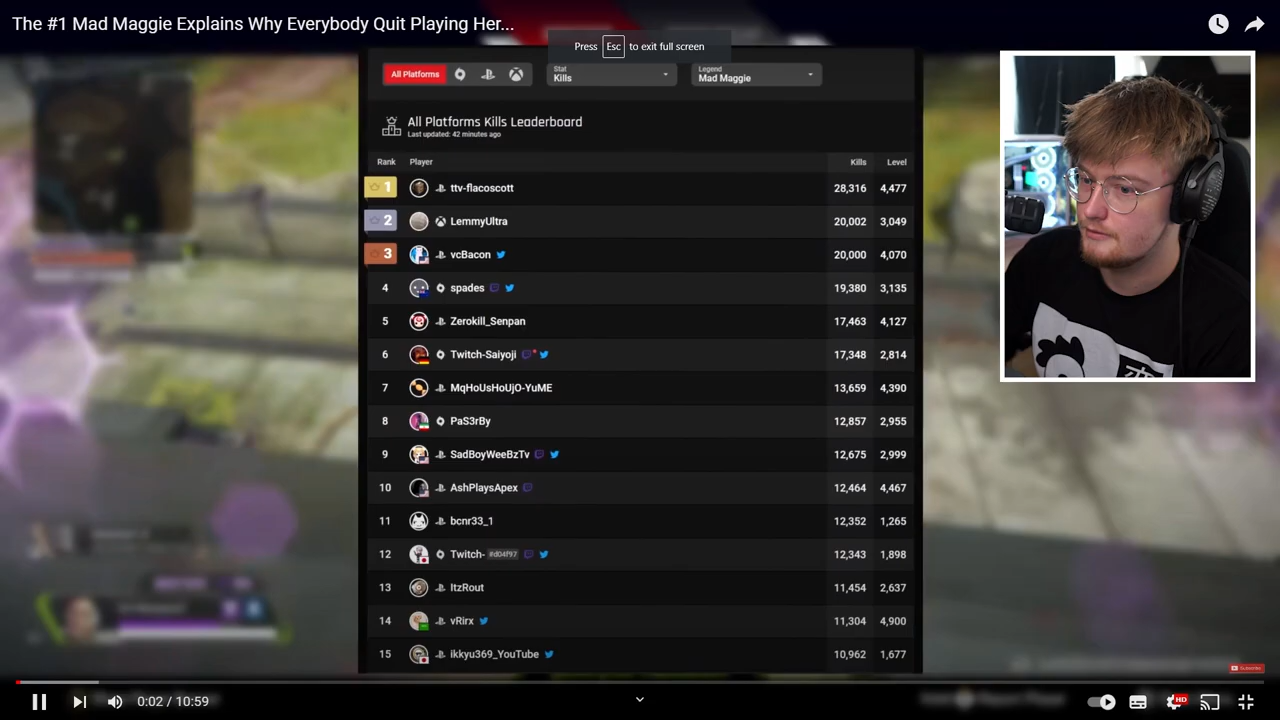 The #1 Mad Maggie Explains Why Everybody Quit Playing Her...
Press Esc to exit full screen
All Platforms
Stat
Kills
Legend
Mad Maggie
All Platforms Kills Leaderboard
Last updated: 42 minutes ago
Rank Player Kills Level
1 ttv-flacoscott 28,316 4,477
2 LemmyUltra 20,002 3,049
3 vcBacon 20,000 4,070
4 spades 19,380 3,135
5 Zerokill_Senpan 17,463 4,127
6 Twitch-Saiyoji 17,348 2,814
7 MqHoUsHoUjO-YuME 13,659 4,390
8 PaS3rBy 12,857 2,955
9 SadBoyWeeBzTv 12,675 2,999
10 AshPlaysApex 12,464 4,467
11 bcnr33_1 12,352 1,265
12 Twitch- #d04f97 12,343 1,898
13 ItzRout 11,454 2,637
14 vRirx 11,304 4,900
15 ikkyu369_YouTube 10,962 1,677
Subscribe
0:02 / 10:59
HD